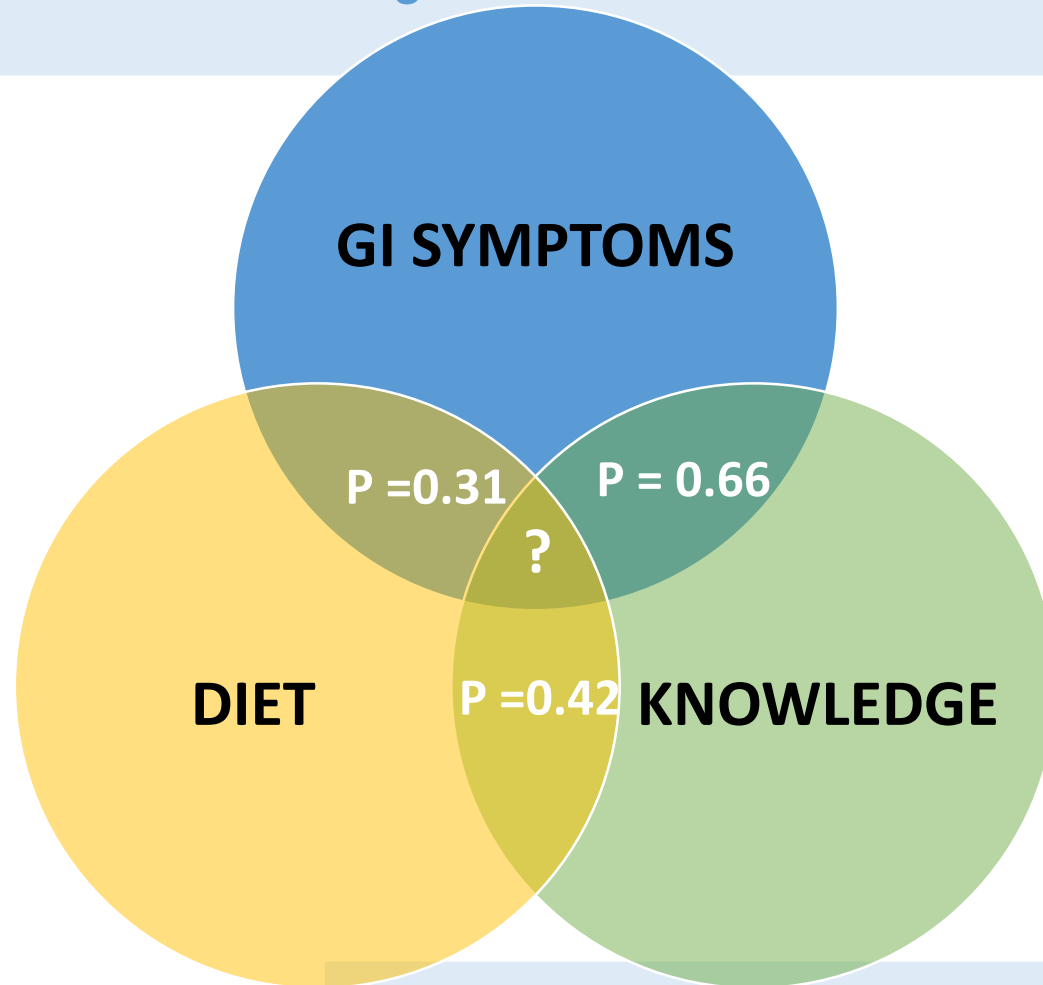 GI SYMPTOMS
P =0.31
P = 0.66
?
DIET
P =0.42
KNOWLEDGE